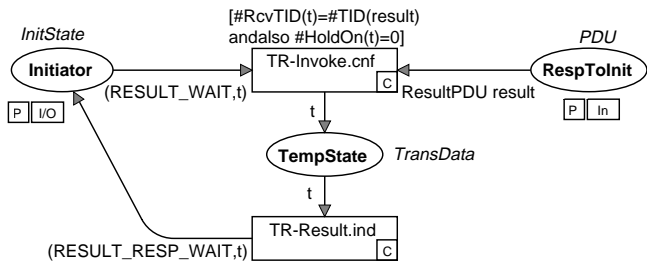 [#RcvTID(t)=#TID(result)
andalso #HoldOn(t)=0]
InitState
PDU
Initiator
TR-Invoke.cnf
RespToInit
C
(RESULT_WAIT,t)
ResultPDU result
P I/O
P In
t
TempState
TransData
t
TR-Result.ind
(RESULT_RESP_WAIT,t)
C